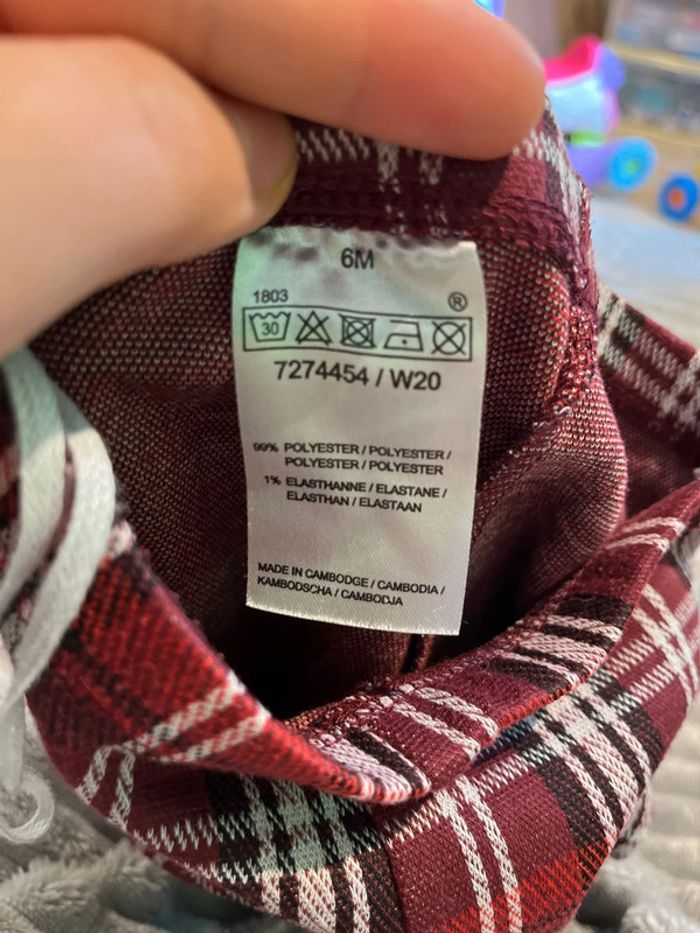 6M
1803 ®
30
7274454 / W20
99% POLYESTER / POLYESTER /
POLYESTER / POLYESTER
1% ELASTHANNE / ELASTANE /
ELASTHAN / ELASTAAN
MADE IN CAMBODGE / CAMBODIA /
KAMBODSCHA / CAMBODJA